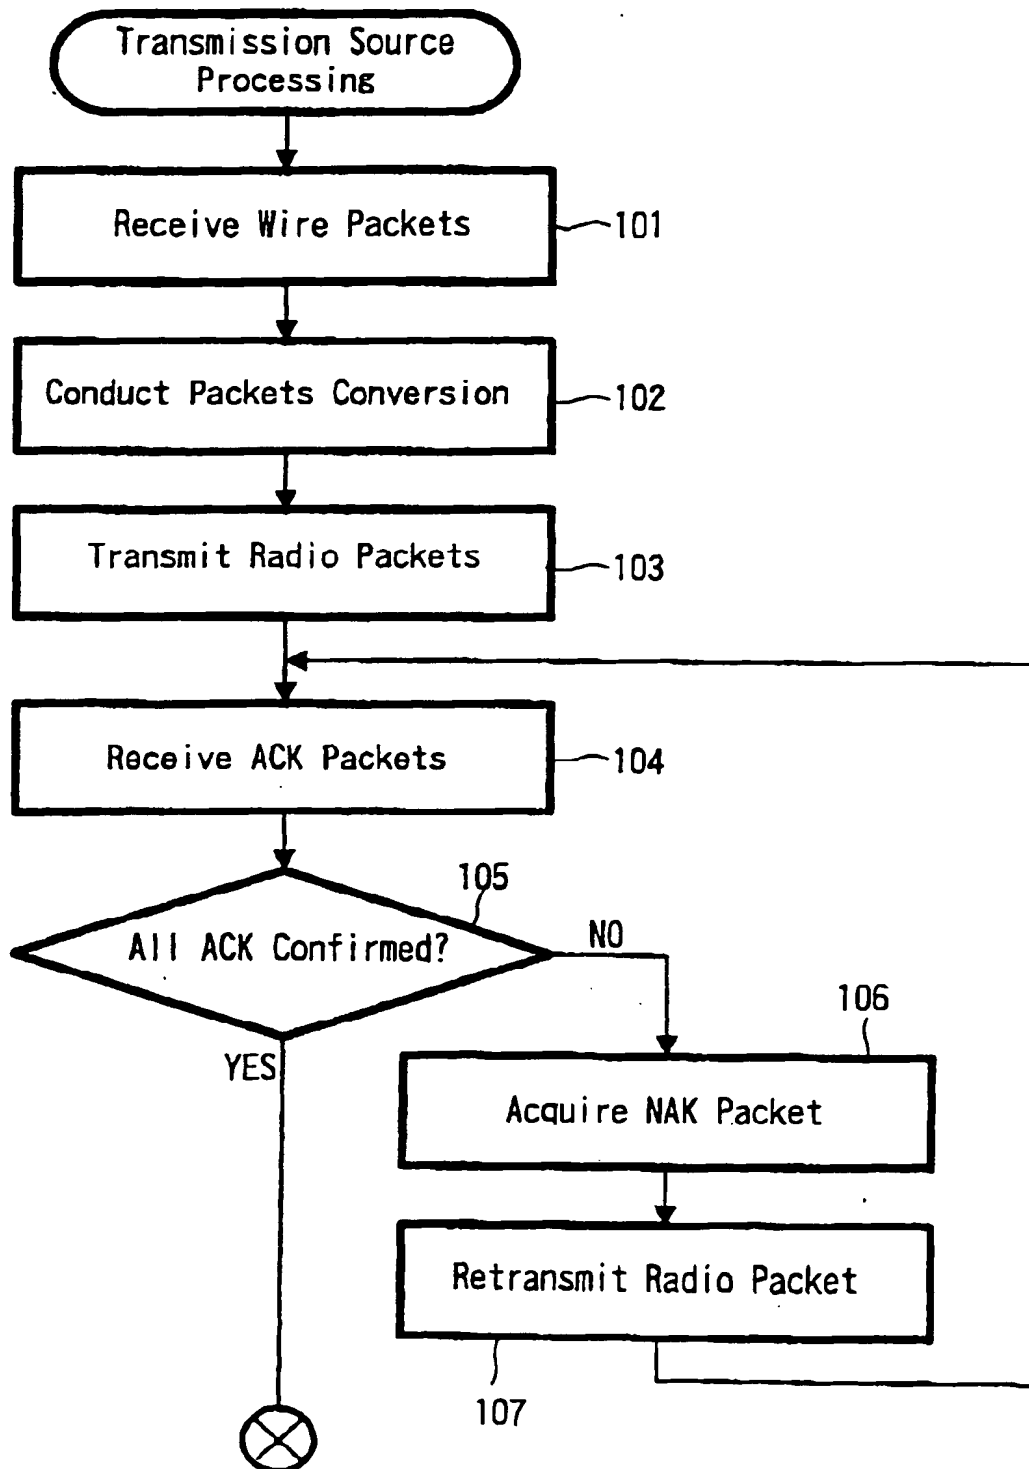 Transmission Source
Processing
Receive Wire Packets
101
Conduct Packets Conversion
102
Transmit Radio Packets
103
Receive ACK Packets
104
105
All ACK Confirmed?
NO
YES
106
Acquire NAK Packet
Retransmit Radio Packet
107